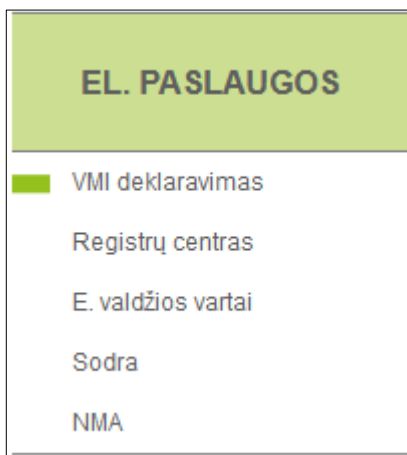 EL. PASLAUGOS
VMI deklaravimas
Registrų centras
E. valdžios vartai
Sodra
NMA